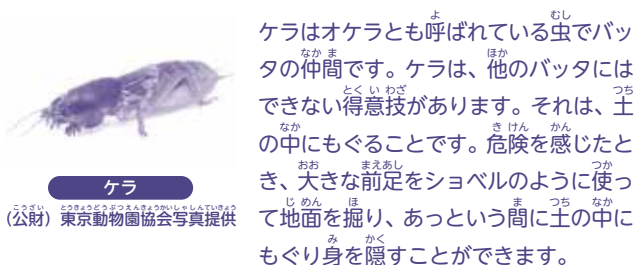 ケラ
(公財)東京動物園協会写真提供
ケラはオケラとも呼ばれている虫でバッ
タの仲間です。ケラは、他のバッタには
できない得意技があります。それは、土
の中にもぐることです。危険を感じたと
き、大きな前足をショベルのように使っ
て地面を掘り、あっという間に土の中に
もぐり身を隠すことができます。